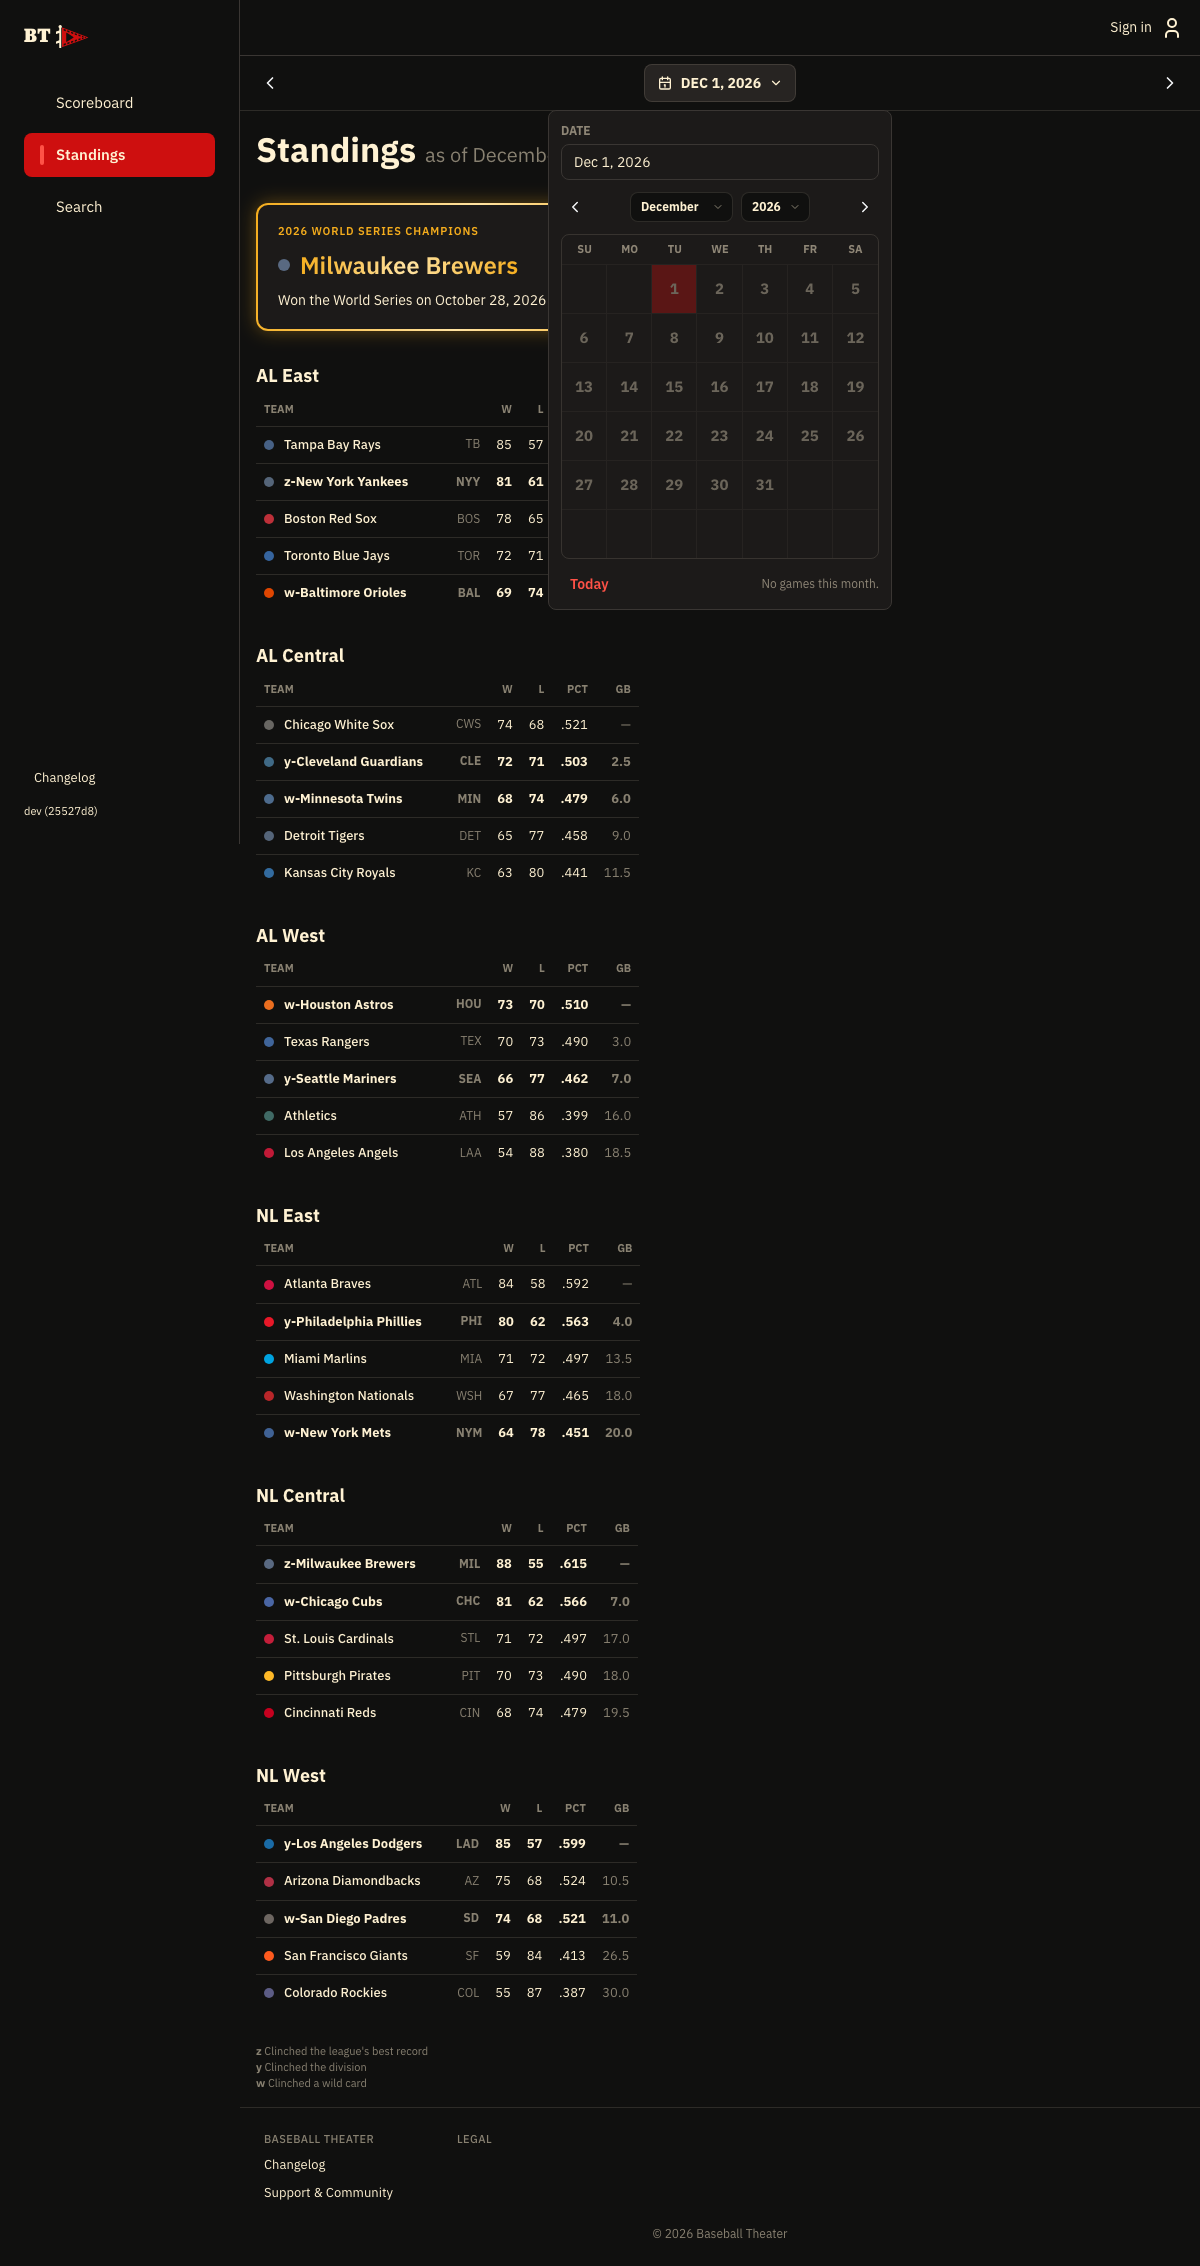 BT
Sign in
Scoreboard
Standings
Search
Changelog
dev (25527d8)
DEC 1, 2026
Standings as of Decemb
2026 WORLD SERIES CHAMPIONS
Milwaukee Brewers
Won the World Series on October 28, 2026
DATE
Dec 1, 2026
December 2026
SU MO TU WE TH FR SA
1 2 3 4 5
6 7 8 9 10 11 12
13 14 15 16 17 18 19
20 21 22 23 24 25 26
27 28 29 30 31
Today No games this month.
AL East
TEAM W L
Tampa Bay Rays TB 85 57
z-New York Yankees NYY 81 61
Boston Red Sox BOS 78 65
Toronto Blue Jays TOR 72 71
w-Baltimore Orioles BAL 69 74
AL Central
TEAM W L PCT GB
Chicago White Sox CWS 74 68 .521 —
y-Cleveland Guardians CLE 72 71 .503 2.5
w-Minnesota Twins MIN 68 74 .479 6.0
Detroit Tigers DET 65 77 .458 9.0
Kansas City Royals KC 63 80 .441 11.5
AL West
TEAM W L PCT GB
w-Houston Astros HOU 73 70 .510 —
Texas Rangers TEX 70 73 .490 3.0
y-Seattle Mariners SEA 66 77 .462 7.0
Athletics ATH 57 86 .399 16.0
Los Angeles Angels LAA 54 88 .380 18.5
NL East
TEAM W L PCT GB
Atlanta Braves ATL 84 58 .592 —
y-Philadelphia Phillies PHI 80 62 .563 4.0
Miami Marlins MIA 71 72 .497 13.5
Washington Nationals WSH 67 77 .465 18.0
w-New York Mets NYM 64 78 .451 20.0
NL Central
TEAM W L PCT GB
z-Milwaukee Brewers MIL 88 55 .615 —
w-Chicago Cubs CHC 81 62 .566 7.0
St. Louis Cardinals STL 71 72 .497 17.0
Pittsburgh Pirates PIT 70 73 .490 18.0
Cincinnati Reds CIN 68 74 .479 19.5
NL West
TEAM W L PCT GB
y-Los Angeles Dodgers LAD 85 57 .599 —
Arizona Diamondbacks AZ 75 68 .524 10.5
w-San Diego Padres SD 74 68 .521 11.0
San Francisco Giants SF 59 84 .413 26.5
Colorado Rockies COL 55 87 .387 30.0
z Clinched the league's best record
y Clinched the division
w Clinched a wild card
BASEBALL THEATER
Changelog
Support & Community
LEGAL
© 2026 Baseball Theater